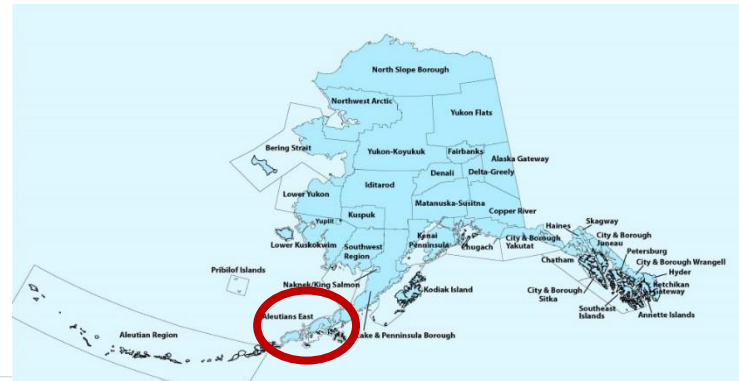 North Slope Borough
Northwest Arctic
Yukon Flats
Bering Strait
Yukon-Koyukuk
Fairbanks
Alaska Gateway
Denali
Delta-Greely
Iditarod
Lower Yukon
Matanuska-Susitna
Copper River
Kuspuk
Yupiit
Skagway
Haines
City & Borough
Juneau
Lower Kuskokwim
Southwest
Region
Kenai
Penninsula
Chugach
City & Borough
Yakutat
Petersburg
Chatham
City & Borough Wrangell
Hyder
Pribilof Islands
Naknek/King Salmon
Kodiak Island
City & Borough
Sitka
Ketchikan
Gateway
Southeast
Islands
Annette Islands
Aleutians East
Lake & Penninsula Borough
Aleutian Region